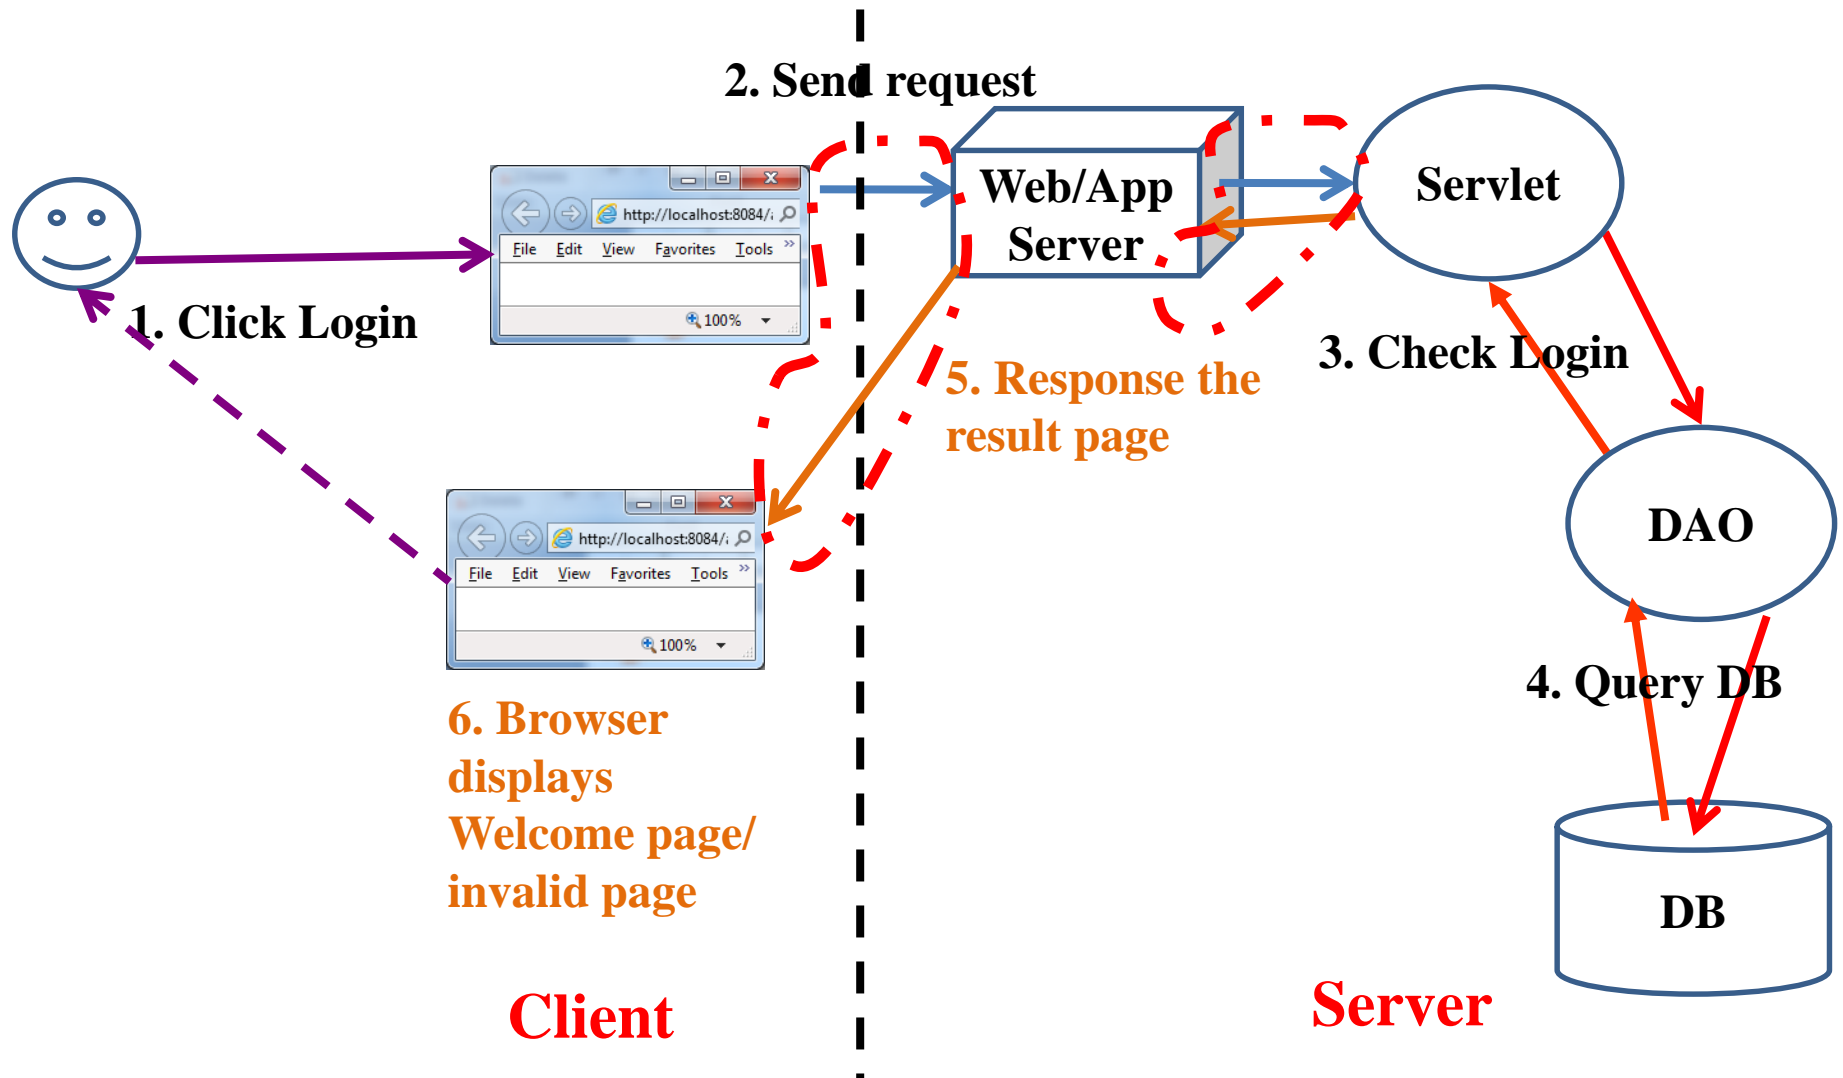 2. Send request
Web/App
Server
Servlet
http://localhost:8084/
File Edit View Favorites Tools »
100%
1. Click Login
3. Check Login
5. Response the
result page
DAO
http://localhost:8084/
File Edit View Favorites Tools »
100%
4. Query DB
6. Browser
displays
Welcome page/
invalid page
DB
Client
Server